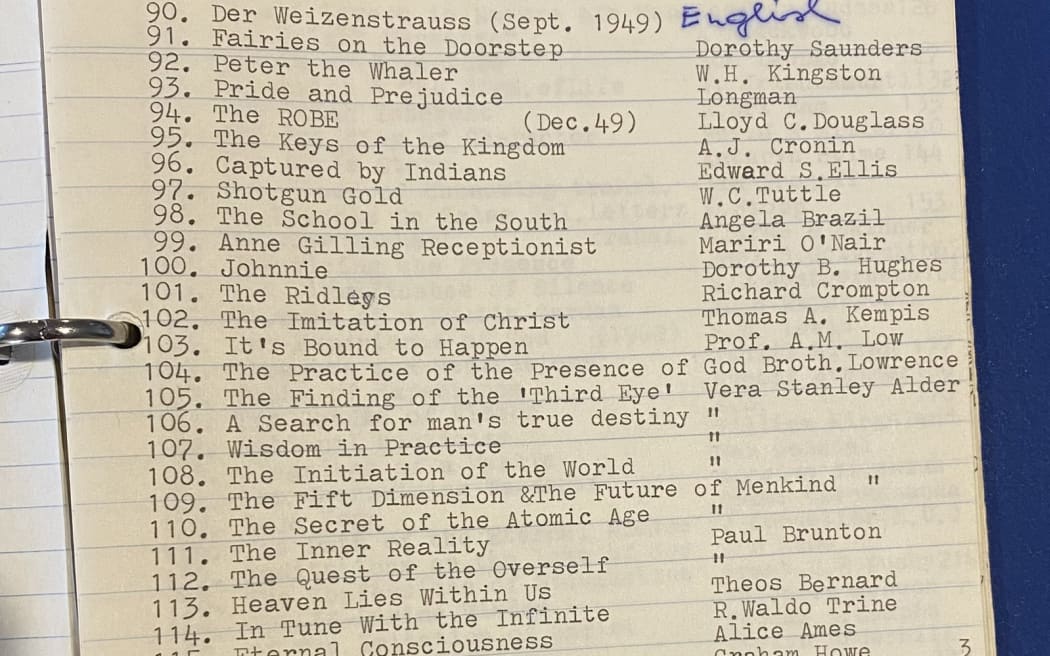 90. Der Weizenstrauss (Sept. 1949) English
91. Fairies on the Doorstep Dorothy Saunders
92. Peter the Whaler W.H. Kingston
93. Pride and Prejudice Longman
94. The ROBE (Dec.49) Lloyd C.Douglass
95. The Keys of the Kingdom A.J. Cronin
96. Captured by Indians Edward S.Ellis
97. Shotgun Gold W.C.Tuttle
98. The School in the South Angela Brazil
99. Anne Gilling Receptionist Mariri O'Nair
100. Johnnie Dorothy B. Hughes
101. The Ridleys Richard Crompton
102. The Imitation of Christ Thomas A. Kempis
103. It's Bound to Happen Prof. A.M. Low
104. The Practice of the Presence of God Broth.Lowrence
105. The Finding of the 'Third Eye' Vera Stanley Alder
106. A Search for man's true destiny "
107. Wisdom in Practice "
108. The Initiation of the World "
109. The Fift Dimension &The Future of Menkind "
110. The Secret of the Atomic Age "
111. The Inner Reality Paul Brunton
112. The Quest of the Overself "
113. Heaven Lies Within Us Theos Bernard
114. In Tune With the Infinite R.Waldo Trine
115. Eternal Consciousness Alice Ames
Graham Howe
3